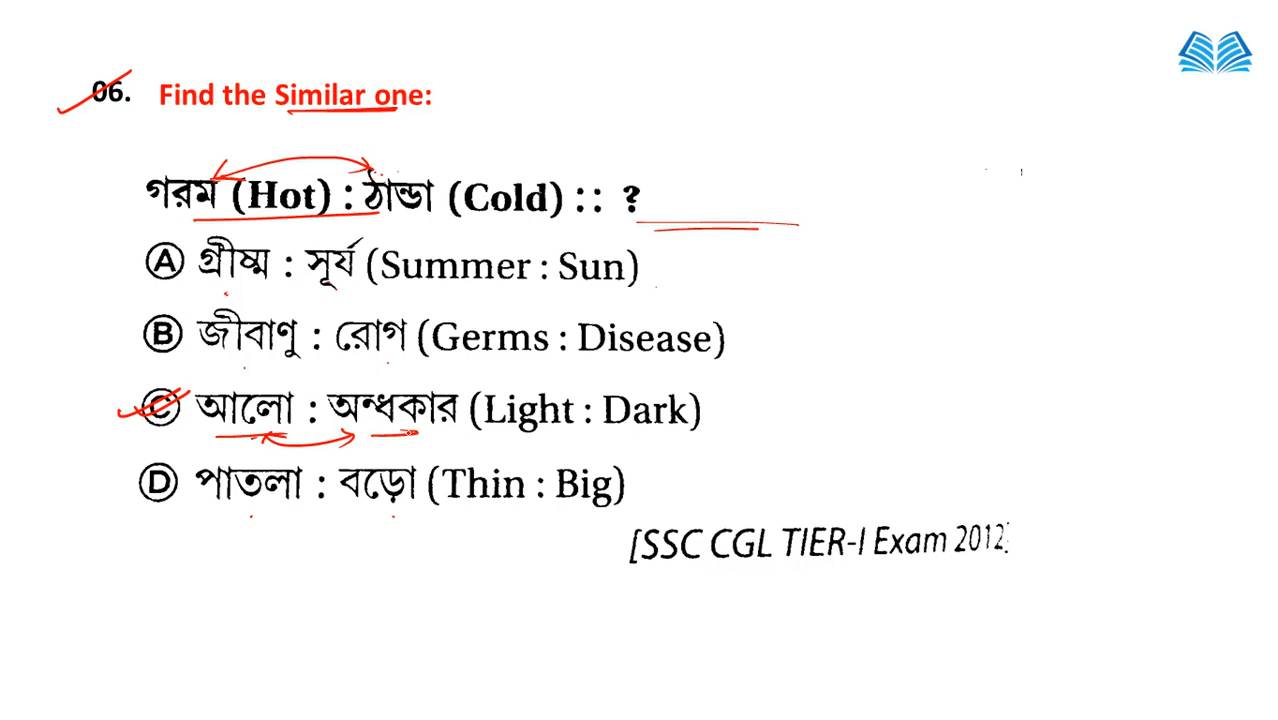 06. Find the Similar one:
গরম (Hot) : ঠান্ডা (Cold) : : ?
Ⓐ গ্রীষ্ম : সূর্য (Summer : Sun)
Ⓑ জীবাণু : রোগ (Germs : Disease)
Ⓒ আলো : অন্ধকার (Light : Dark)
Ⓓ পাতলা : বড়ো (Thin : Big)
[SSC CGL TIER-I Exam 2012]